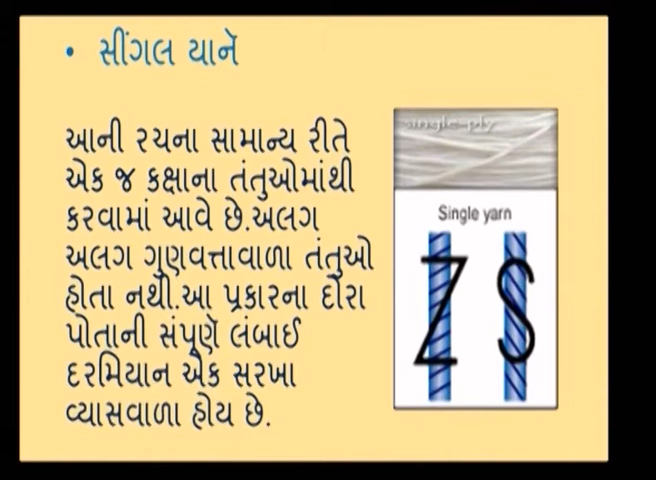 • સીંગલ યાર્ન
આની રચના સામાન્ય રીતે
એક જ કક્ષાના તંતુઓમાંથી
કરવામાં આવે છે.અલગ
અલગ ગુણવત્તાવાળા તંતુઓ
હોતા નથી.આ પ્રકારના દોરા
પોતાની સંપૂર્ણ લંબાઈ
દરમિયાન એક સરખા
વ્યાસવાળા હોય છે.
single-ply
Single yarn
Z S